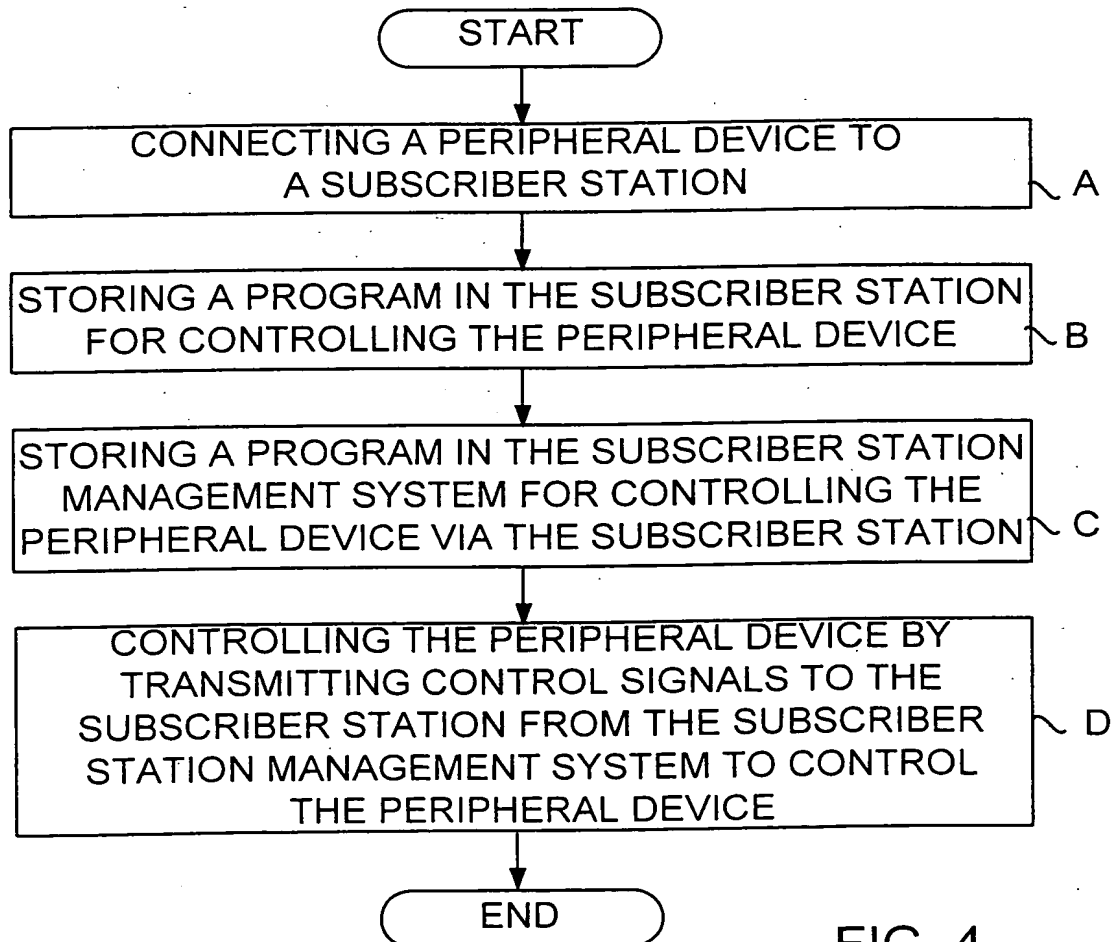 START
CONNECTING A PERIPHERAL DEVICE TO
A SUBSCRIBER STATION
A
STORING A PROGRAM IN THE SUBSCRIBER STATION
FOR CONTROLLING THE PERIPHERAL DEVICE
B
STORING A PROGRAM IN THE SUBSCRIBER STATION
MANAGEMENT SYSTEM FOR CONTROLLING THE
PERIPHERAL DEVICE VIA THE SUBSCRIBER STATION
C
CONTROLLING THE PERIPHERAL DEVICE BY
TRANSMITTING CONTROL SIGNALS TO THE
SUBSCRIBER STATION FROM THE SUBSCRIBER
STATION MANAGEMENT SYSTEM TO CONTROL
THE PERIPHERAL DEVICE
D
END
FIG. 4